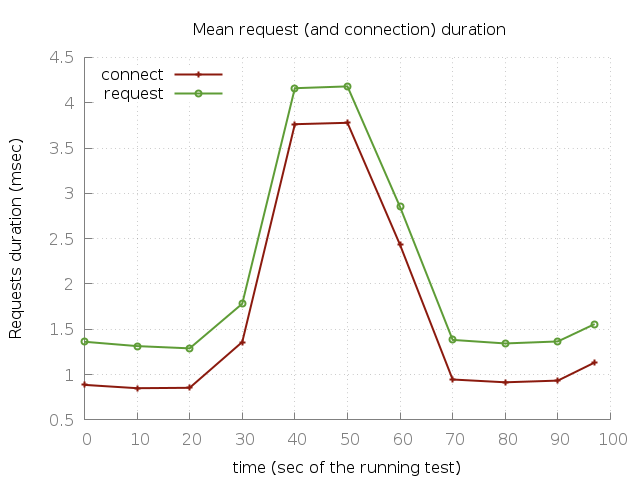 Mean request (and connection) duration
4.5
connect
request
4
3.5
3
2.5
2
1.5
1
0.5
Requests duration (msec)
0 10 20 30 40 50 60 70 80 90 100
time (sec of the running test)